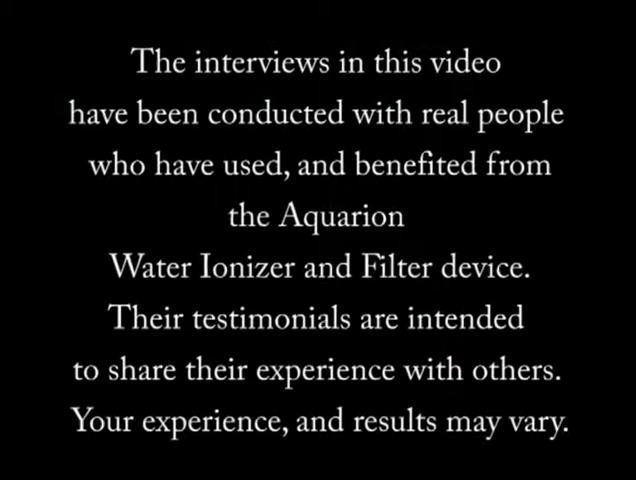 The interviews in this video
have been conducted with real people
who have used, and benefited from
the Aquarion
Water Ionizer and Filter device.
Their testimonials are intended
to share their experience with others.
Your experience, and results may vary.